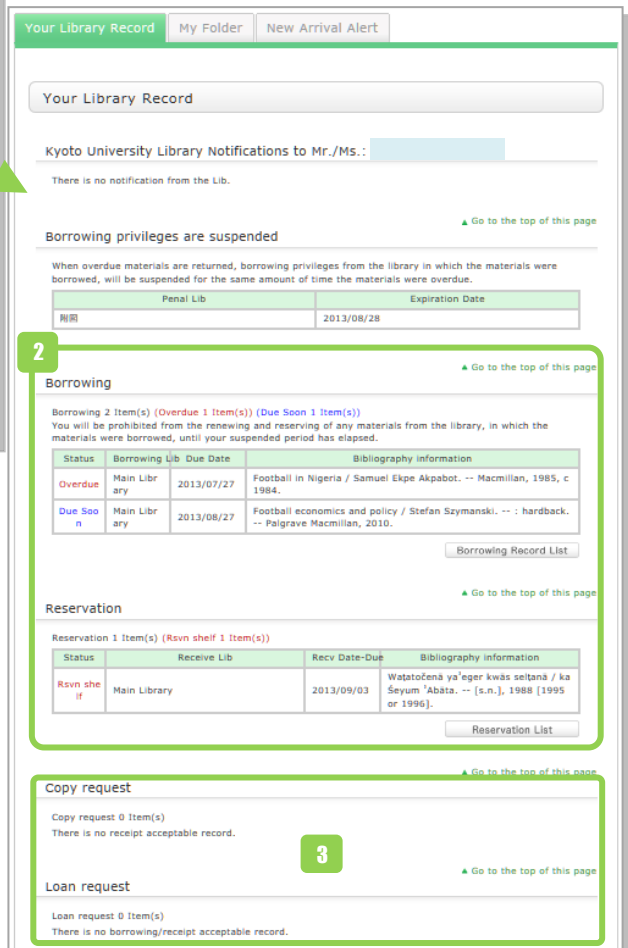 Your Library Record My Folder New Arrival Alert
Your Library Record
Kyoto University Library Notifications to Mr./Ms.:
There is no notification from the Lib.
▲ Go to the top of this page
Borrowing privileges are suspended
When overdue materials are returned, borrowing privileges from the library in which the materials were
borrowed, will be suspended for the same amount of time the materials were overdue.
Penal Lib Expiration Date
附図 2013/08/28
2
▲ Go to the top of this page
Borrowing
Borrowing 2 Item(s) (Overdue 1 Item(s)) (Due Soon 1 Item(s))
You will be prohibited from the renewing and reserving of any materials from the library, in which the
materials were borrowed, until your suspended period has elapsed.
Status Borrowing Lib Due Date Bibliography information
Overdue Main Libr
ary 2013/07/27 Football in Nigeria / Samuel Ekpe Akpabot. -- Macmillan, 1985, c
1984.
Due Soo
n Main Libr
ary 2013/08/27 Football economics and policy / Stefan Szymanski. -- : hardback.
-- Palgrave Macmillan, 2010.
Borrowing Record List
▲ Go to the top of this page
Reservation
Reservation 1 Item(s) (Rsvn shelf 1 Item(s))
Status Receive Lib Recv Date-Due Bibliography information
Rsvn she
lf Main Library 2013/09/03 Waṭatočenā yaʼeger kwās selṭanā / ka
Śeyum ʼAbāta. -- [s.n.], 1988 [1995
or 1996].
Reservation List
▲ Go to the top of this page
Copy request
Copy request 0 Item(s)
There is no receipt acceptable record.
3
▲ Go to the top of this page
Loan request
Loan request 0 Item(s)
There is no borrowing/receipt acceptable record.